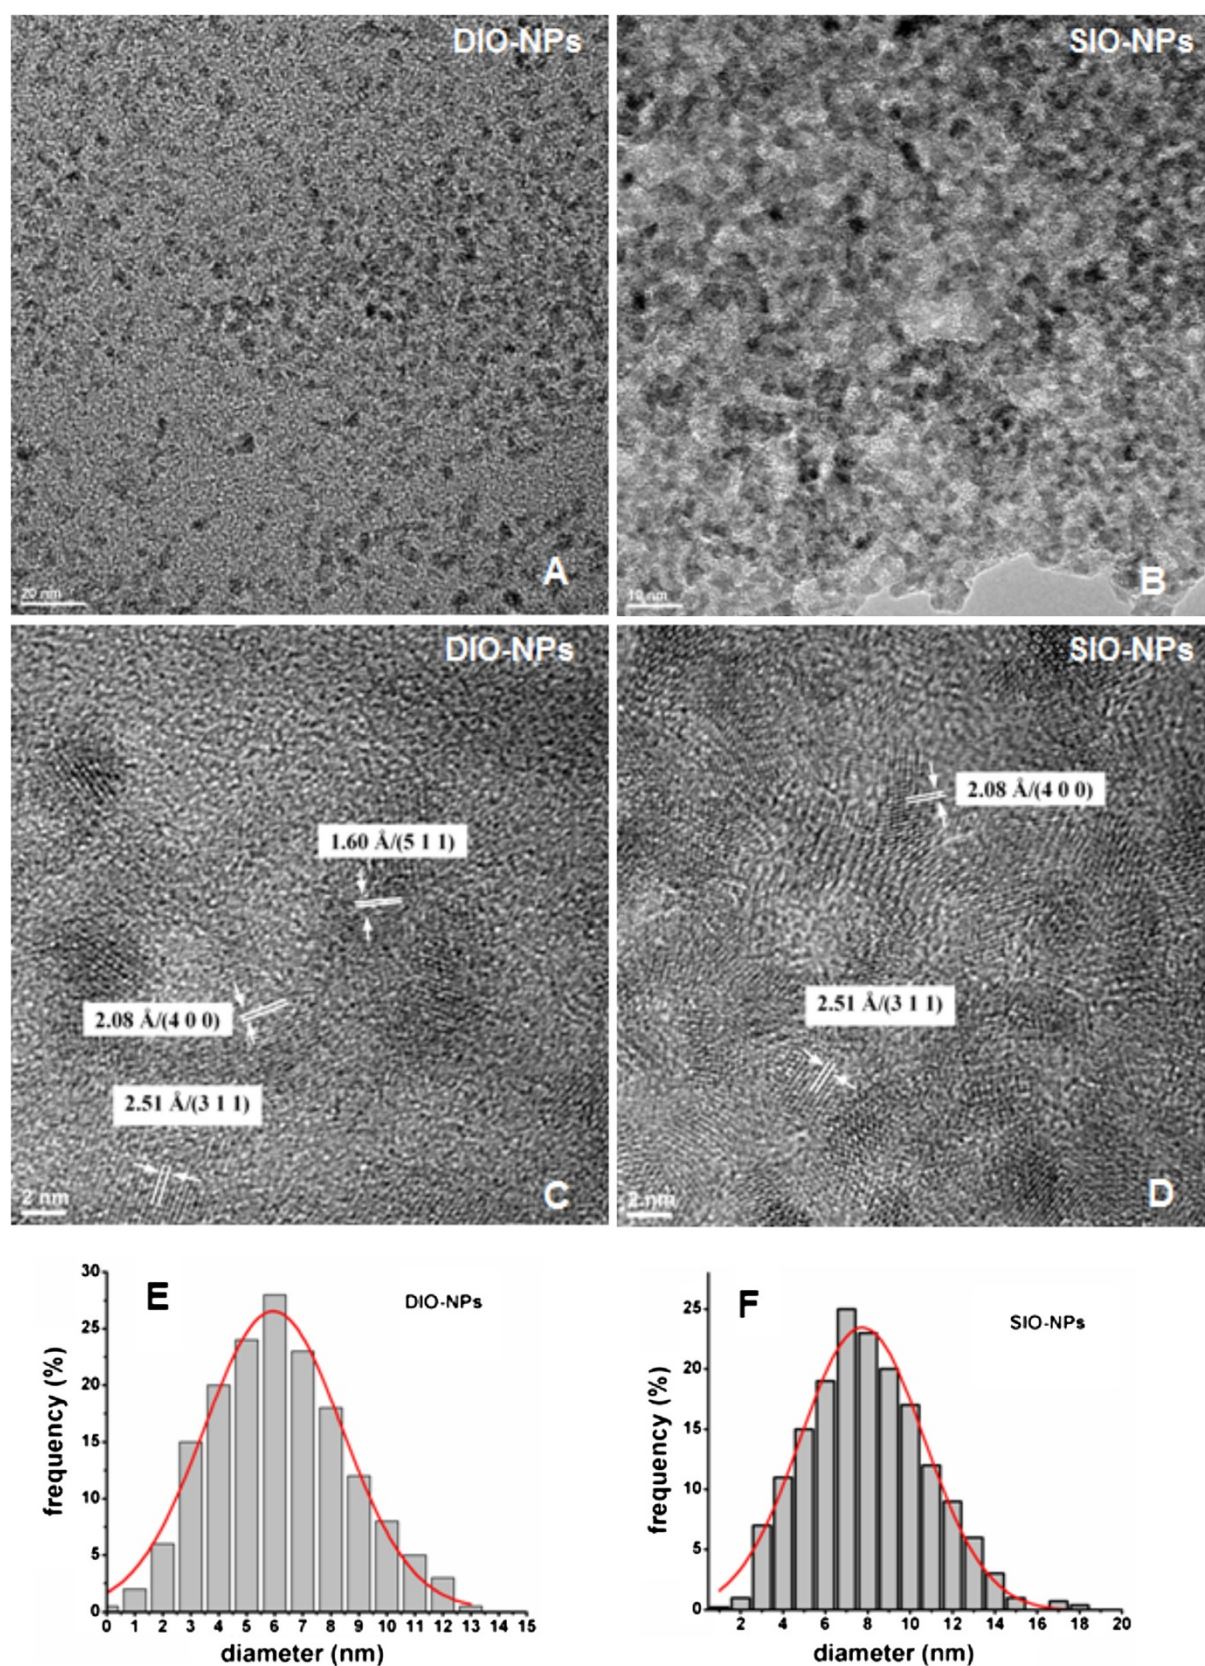 DIO-NPs
A
20 nm
SIO-NPs
B
10 nm
DIO-NPs
1.60 Å/(5 1 1)
2.08 Å/(4 0 0)
2.51 Å/(3 1 1)
C
2 nm
SIO-NPs
2.08 Å/(4 0 0)
2.51 Å/(3 1 1)
D
2 nm
E
DIO-NPs
frequency (%)
30
25
20
15
10
5
0
0 1 2 3 4 5 6 7 8 9 10 11 12 13 14 15
diameter (nm)
F
SIO-NPs
frequency (%)
25
20
15
10
5
0
2 4 6 8 10 12 14 16 18 20
diameter (nm)